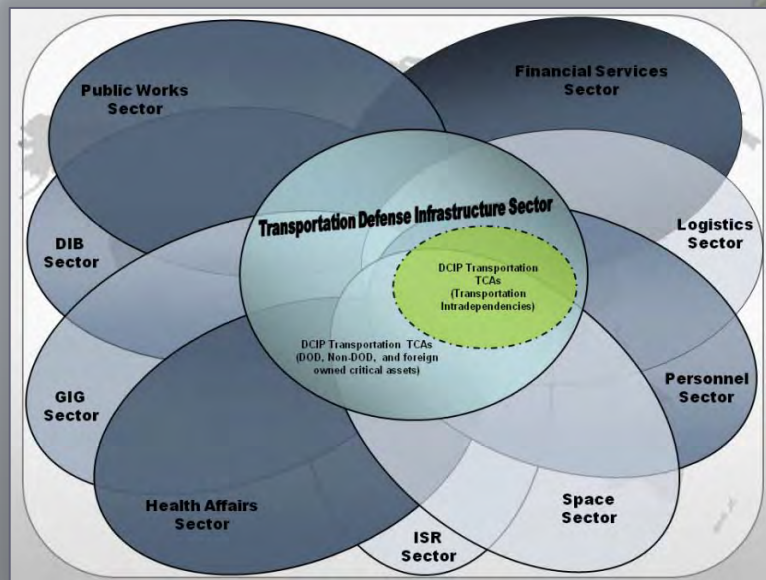 Public Works
Sector
Financial Services
Sector
Transportation Defense Infrastructure Sector
Logistics
Sector
DIB
Sector
DCIP Transportation
TCAs
(Transportation
Intradependencies)
DCIP Transportation TCAs
(DOD, Non-DOD, and foreign
owned critical assets)
Personnel
Sector
GIG
Sector
Health Affairs
Sector
Space
Sector
ISR
Sector